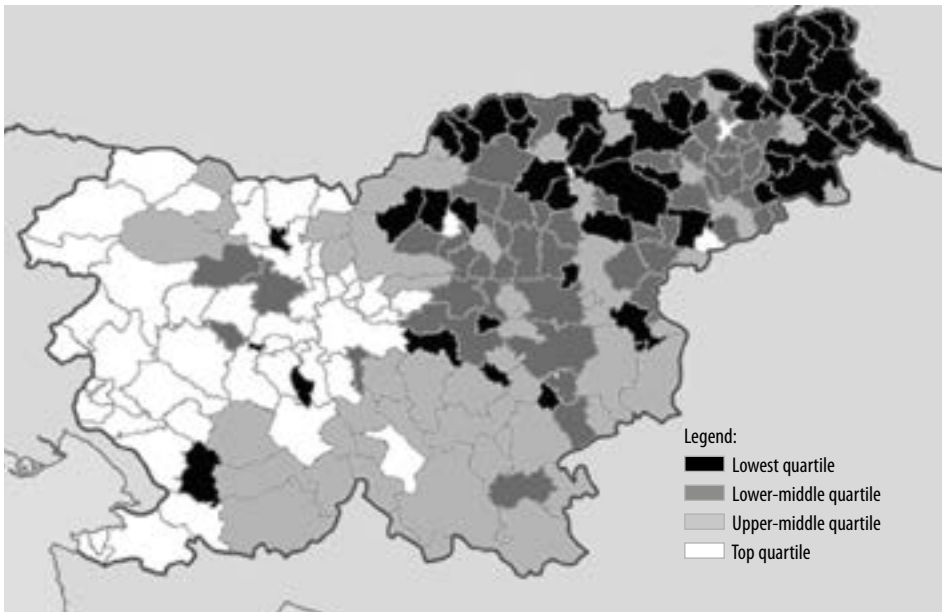 Legend:
Lowest quartile
Lower-middle quartile
Upper-middle quartile
Top quartile